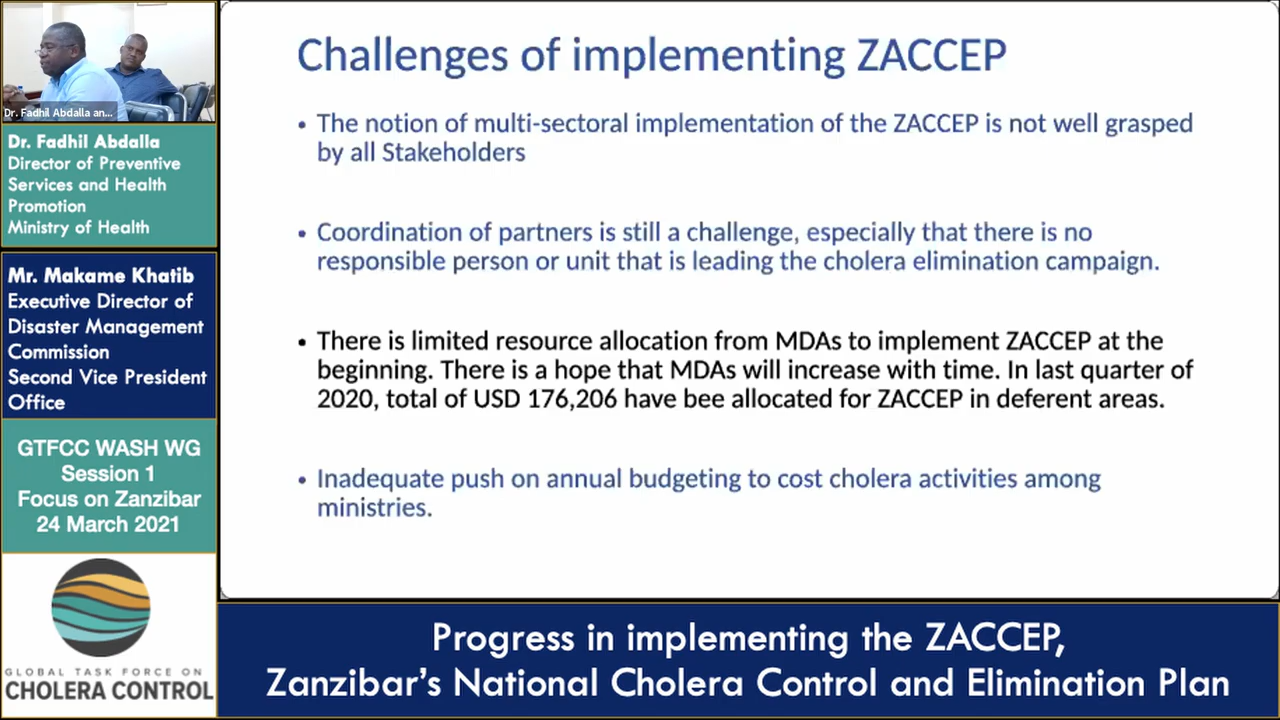 Dr. Fadhil Abdalla an...
Dr. Fadhil Abdalla
Director of Preventive
Services and Health
Promotion
Ministry of Health
Mr. Makame Khatib
Executive Director of
Disaster Management
Commission
Second Vice President
Office
GTFCC WASH WG
Session 1
Focus on Zanzibar
24 March 2021
GLOBAL TASK FORCE ON
CHOLERA CONTROL
Challenges of implementing ZACCEP
• The notion of multi-sectoral implementation of the ZACCEP is not well grasped
by all Stakeholders
• Coordination of partners is still a challenge, especially that there is no
responsible person or unit that is leading the cholera elimination campaign.
• There is limited resource allocation from MDAs to implement ZACCEP at the
beginning. There is a hope that MDAs will increase with time. In last quarter of
2020, total of USD 176,206 have bee allocated for ZACCEP in deferent areas.
• Inadequate push on annual budgeting to cost cholera activities among
ministries.
Progress in implementing the ZACCEP,
Zanzibar's National Cholera Control and Elimination Plan